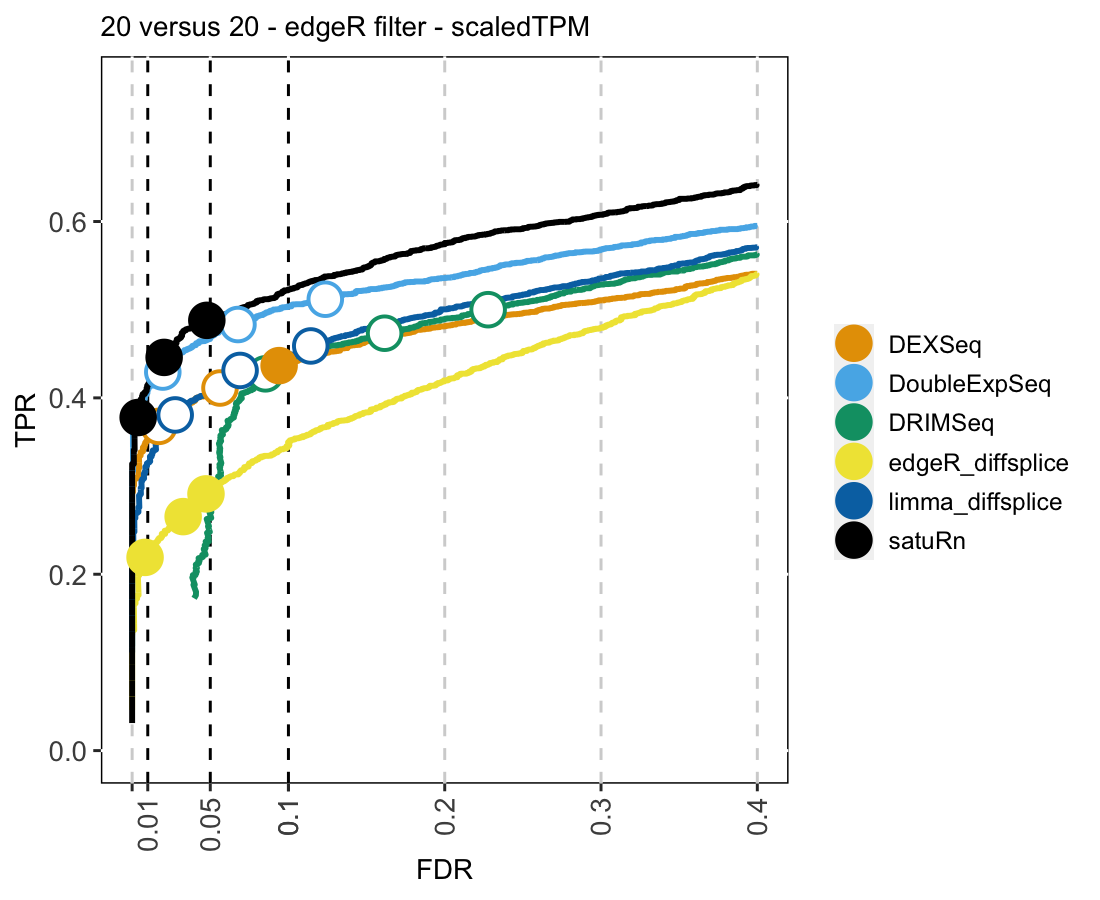 20 versus 20 - edgeR filter - scaledTPM
TPR
0.6
0.4
0.2
0.0
0.01
0.05
0.1
0.2
0.3
0.4
FDR
DEXSeq
DoubleExpSeq
DRIMSeq
edgeR_diffsplice
limma_diffsplice
satuRn